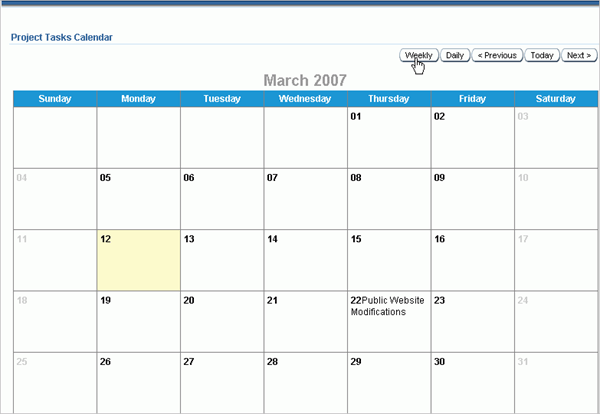 Project Tasks Calendar
Weekly Daily < Previous Today Next >
March 2007
Sunday Monday Tuesday Wednesday Thursday Friday Saturday
01 02 03
04 05 06 07 08 09 10
11 12 13 14 15 16 17
18 19 20 21 22Public Website 23 24
Modifications
25 26 27 28 29 30 31